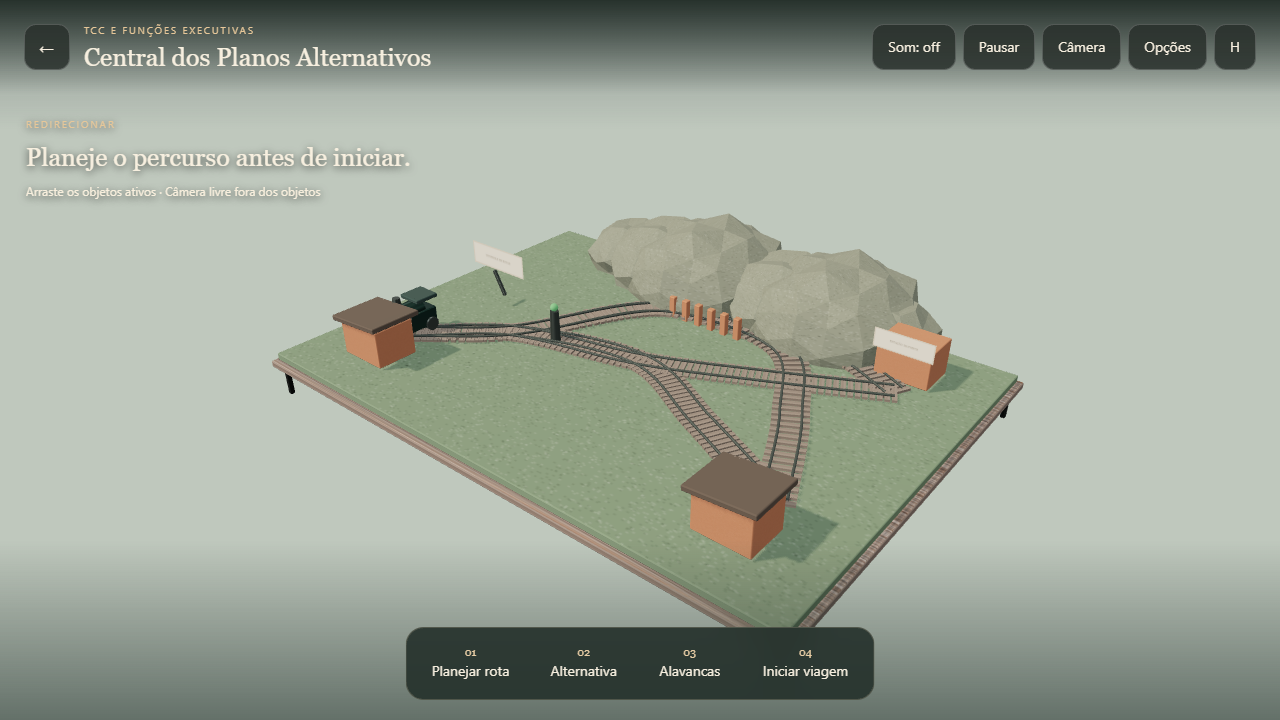 ←
TCC E FUNÇÕES EXECUTIVAS
Central dos Planos Alternativos
Som: off
Pausar
Câmera
Opções
H
REDIRECIONAR
Planeje o percurso antes de iniciar.
Arraste os objetos ativos · Câmera livre fora dos objetos
01
Planejar rota
02
Alternativa
03
Alavancas
04
Iniciar viagem